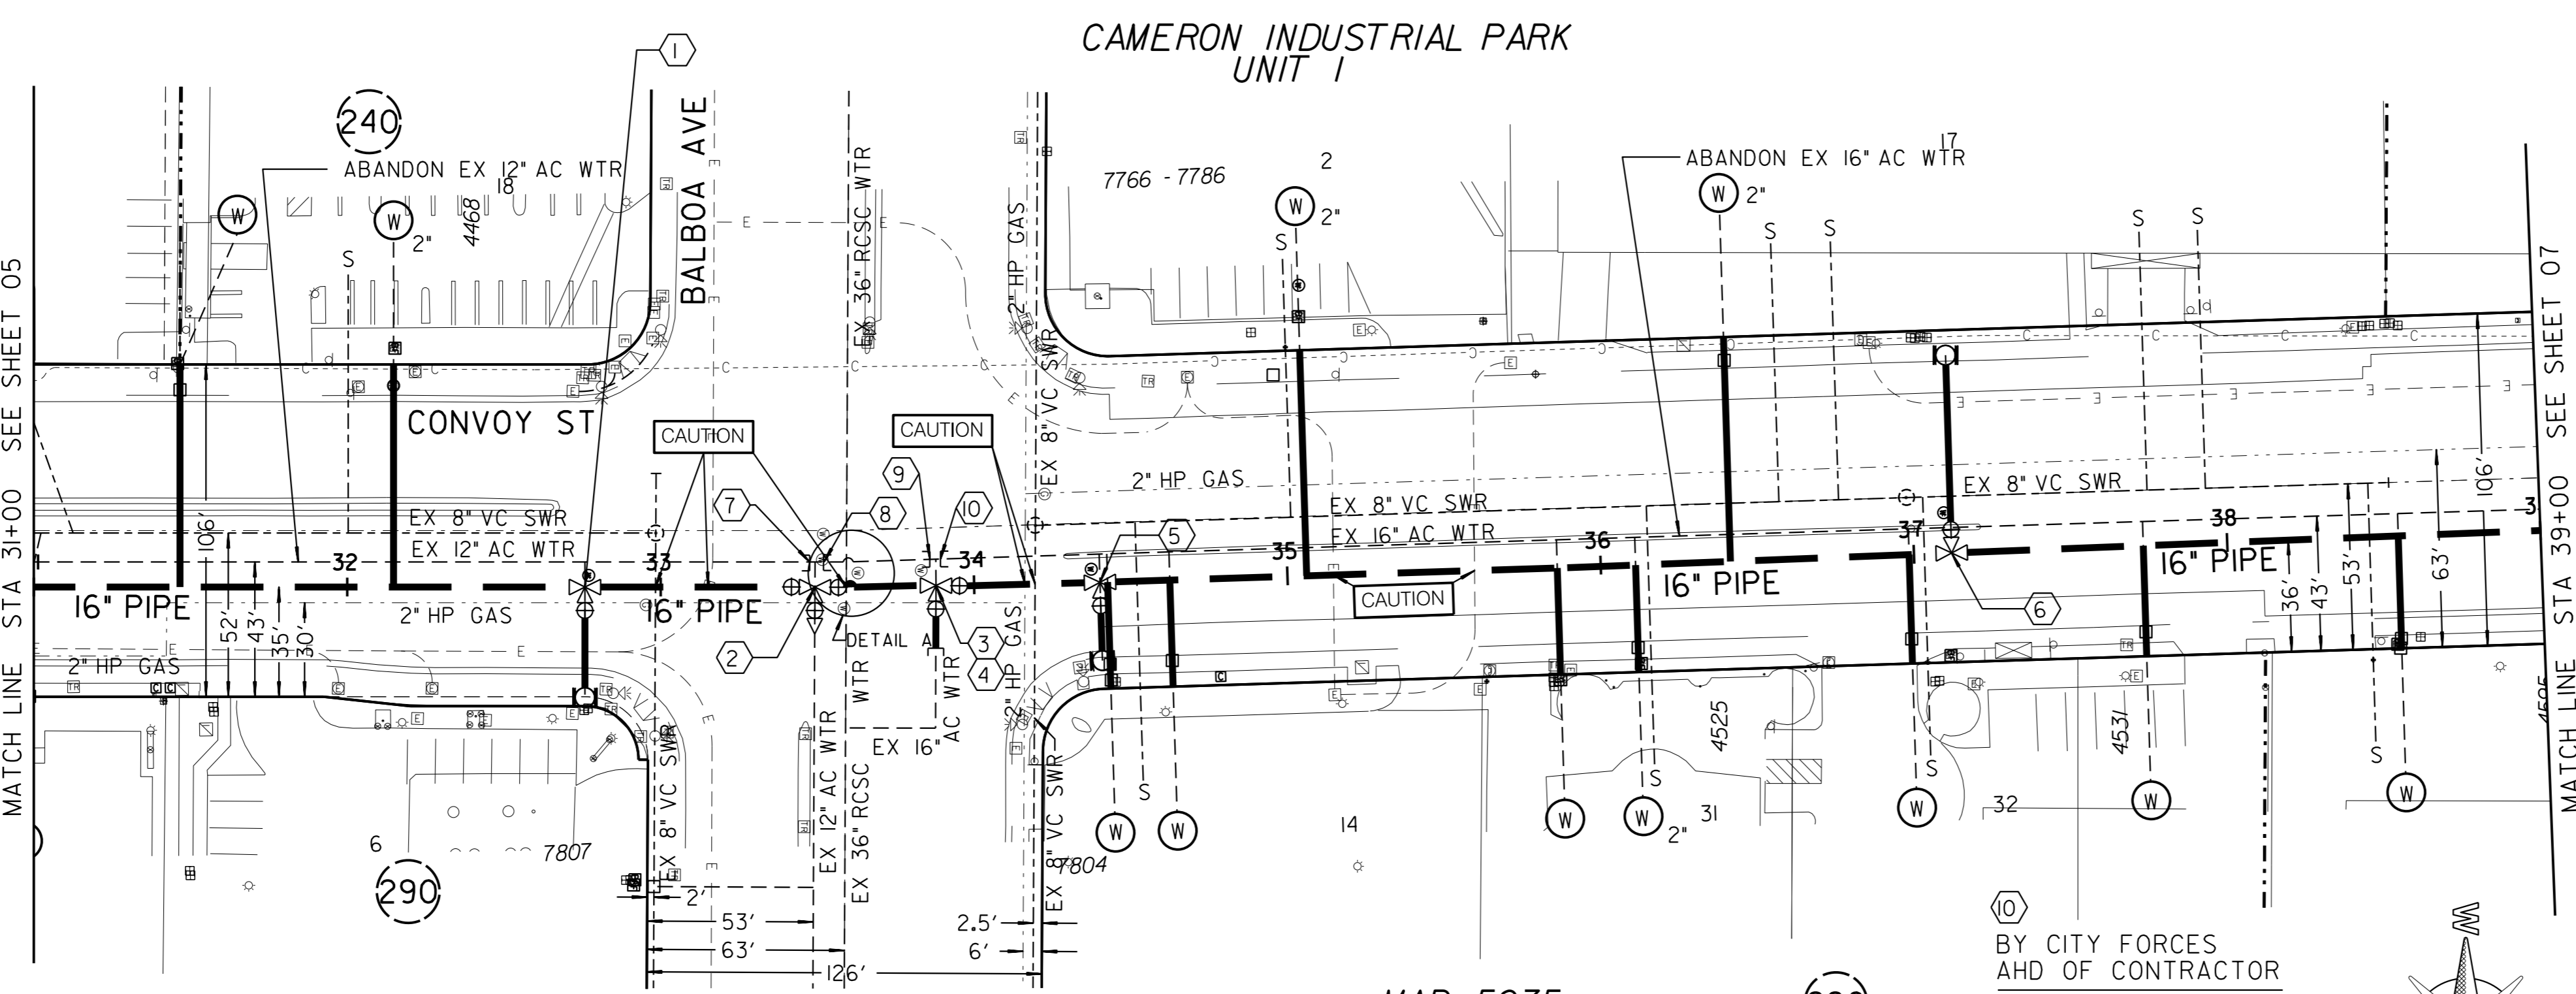 CAMERON INDUSTRIAL PARK
UNIT 1
1
240
ABANDON EX 12" AC WTR
18
W
W
2"
4468
S
BALBOA AVE
EX 36" RCSC WTR
2" HP GAS
EX 8" VC SWR
7766 - 7786
2
W
2"
S
ABANDON EX 16" AC WTR
17
W
2"
S
S
S
S
MATCH LINE STA 31+00 SEE SHEET 05
MATCH LINE STA 39+00 SEE SHEET 07
CONVOY ST
CAUTION
CAUTION
7
9
8
10
5
106'
52'
43'
35'
30'
EX 8" VC SWR
EX 12" AC WTR
32
33
34
35
36
37
38
3
2" HP GAS
EX 8" VC SWR
EX 16" AC WTR
EX 8" VC SWR
16" PIPE
2" HP GAS
16" PIPE
16" PIPE
16" PIPE
CAUTION
6
36'
43'
53'
63'
106'
2" HP GAS
2
DETAIL A
3
4
2" HP GAS
EX 16"
AC WTR
EX 8" VC SWR
EX 12" AC WTR
EX 36" RCSC WTR
EX 8" VC SWR
6
290
7807
7804
2'
53'
63'
126'
2.5'
6'
S
W
W
14
W
W
2"
S
31
4525
W
S
32
4531
W
S
W
4695
10
BY CITY FORCES
AHD OF CONTRACTOR